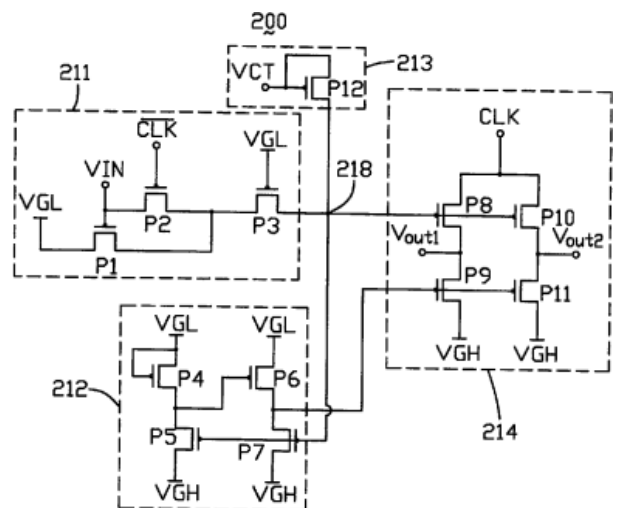 200
211
VCT
P12
213
CLK
VGL
VIN
218
VGL
P2
P3
P1
CLK
P8
P10
Vout1
Vout2
P9
P11
VGH
VGH
214
VGL
VGL
P4
P6
212
P5
P7
VGH
VGH